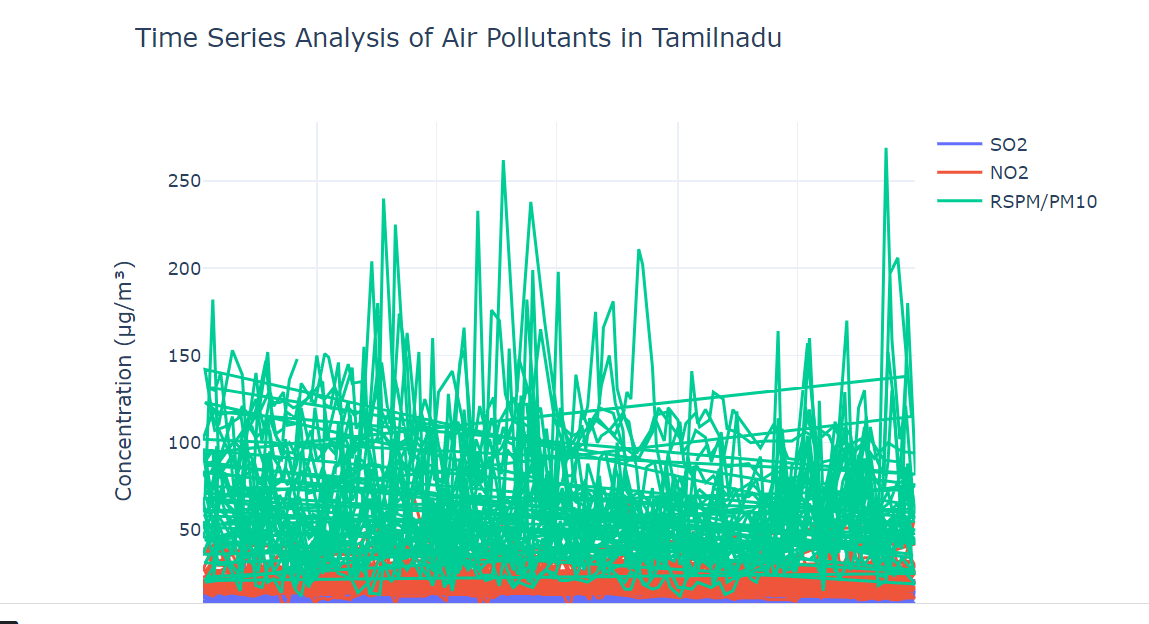 Time Series Analysis of Air Pollutants in Tamilnadu
SO2
NO2
RSPM/PM10
250
200
150
100
50
Concentration (µg/m³)